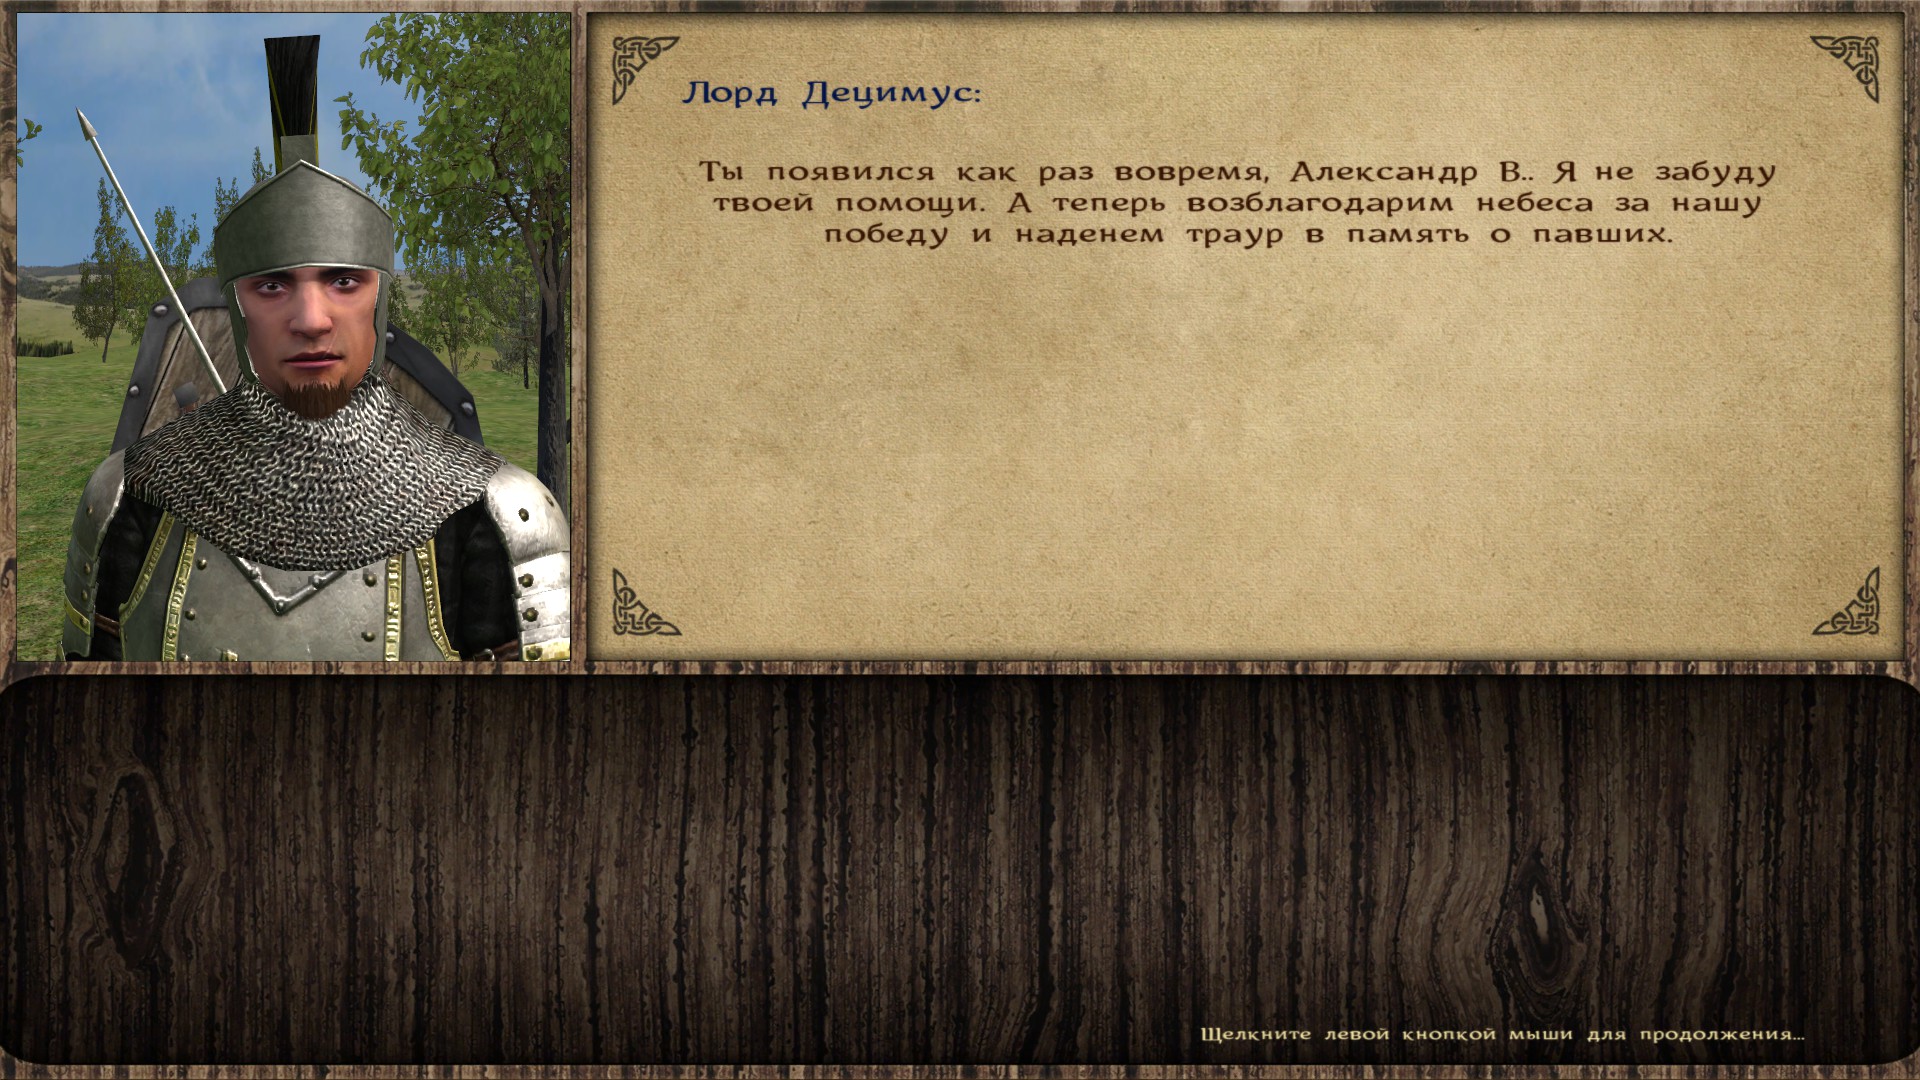 Лорд Децимус:
Ты появился как раз вовремя, Александр В.. Я не забуду
твоей помощи. А теперь возблагодарим небеса за нашу
победу и наденем траур в память о павших.
Щелкните левой кнопкой мыши для продолжения...